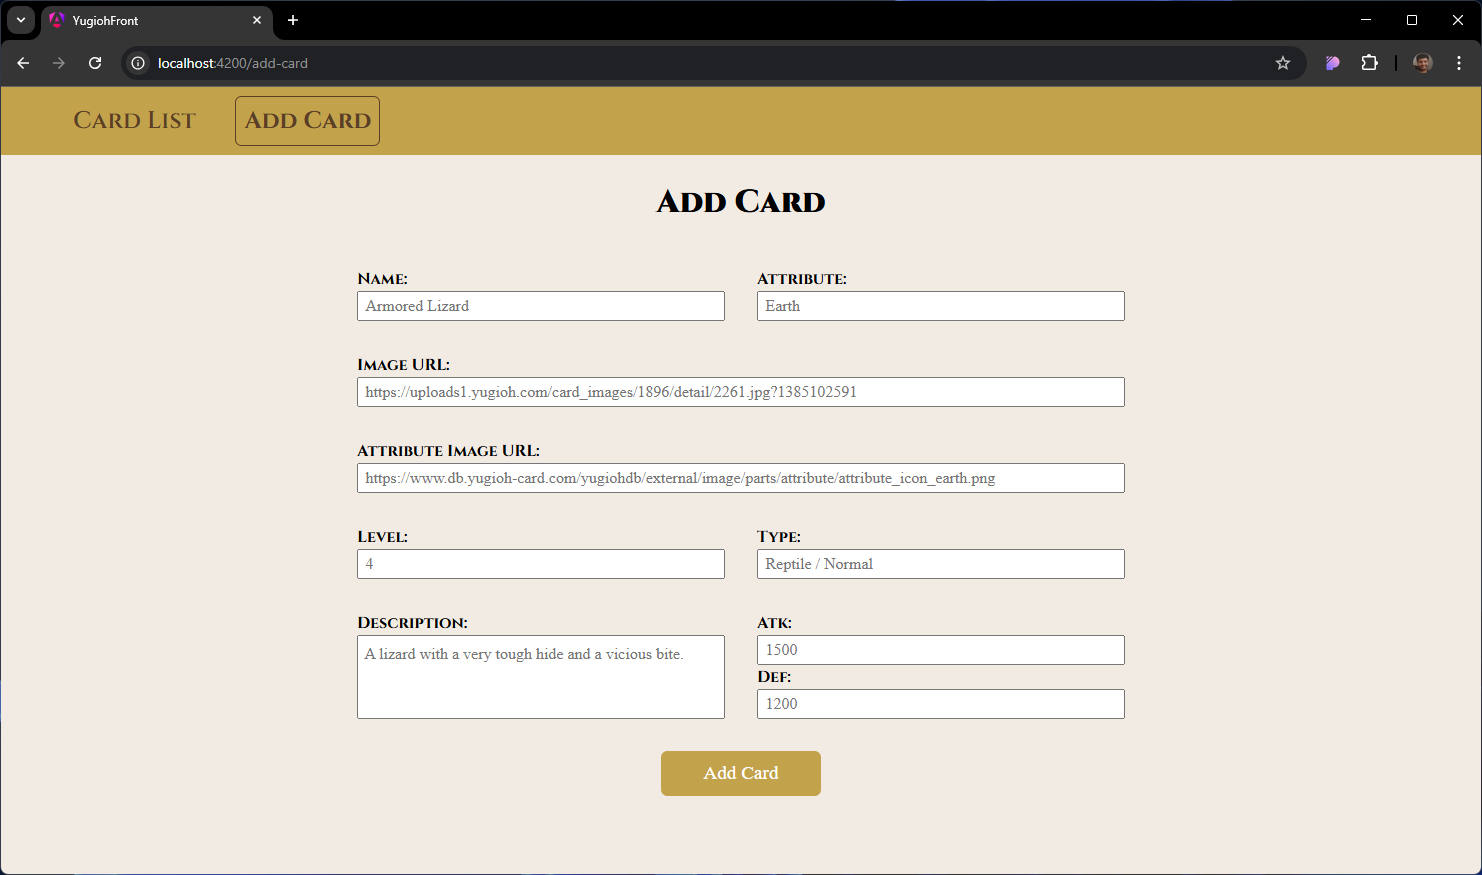 YugiohFront
localhost:4200/add-card
Card List
Add Card
Add Card
Name:
Attribute:
Armored Lizard
Earth
Image URL:
https://uploads1.yugioh.com/card_images/1896/detail/2261.jpg?1385102591
Attribute Image URL:
https://www.db.yugioh-card.com/yugiohdb/external/image/parts/attribute/attribute_icon_earth.png
Level:
Type:
4
Reptile / Normal
Description:
Atk:
A lizard with a very tough hide and a vicious bite.
1500
Def:
1200
Add Card